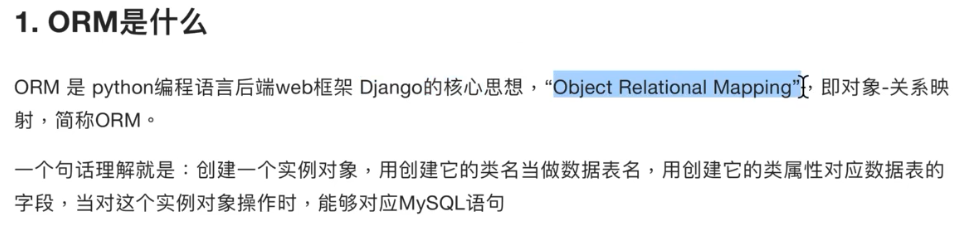 1. ORM是什么
ORM 是 python编程语言后端web框架 Django的核心思想，“Object Relational Mapping”，即对象-关系映
射，简称ORM。
一个句话理解就是：创建一个实例对象，用创建它的类名当做数据表名，用创建它的类属性对应数据表的
字段，当对这个实例对象操作时，能够对应MySQL语句